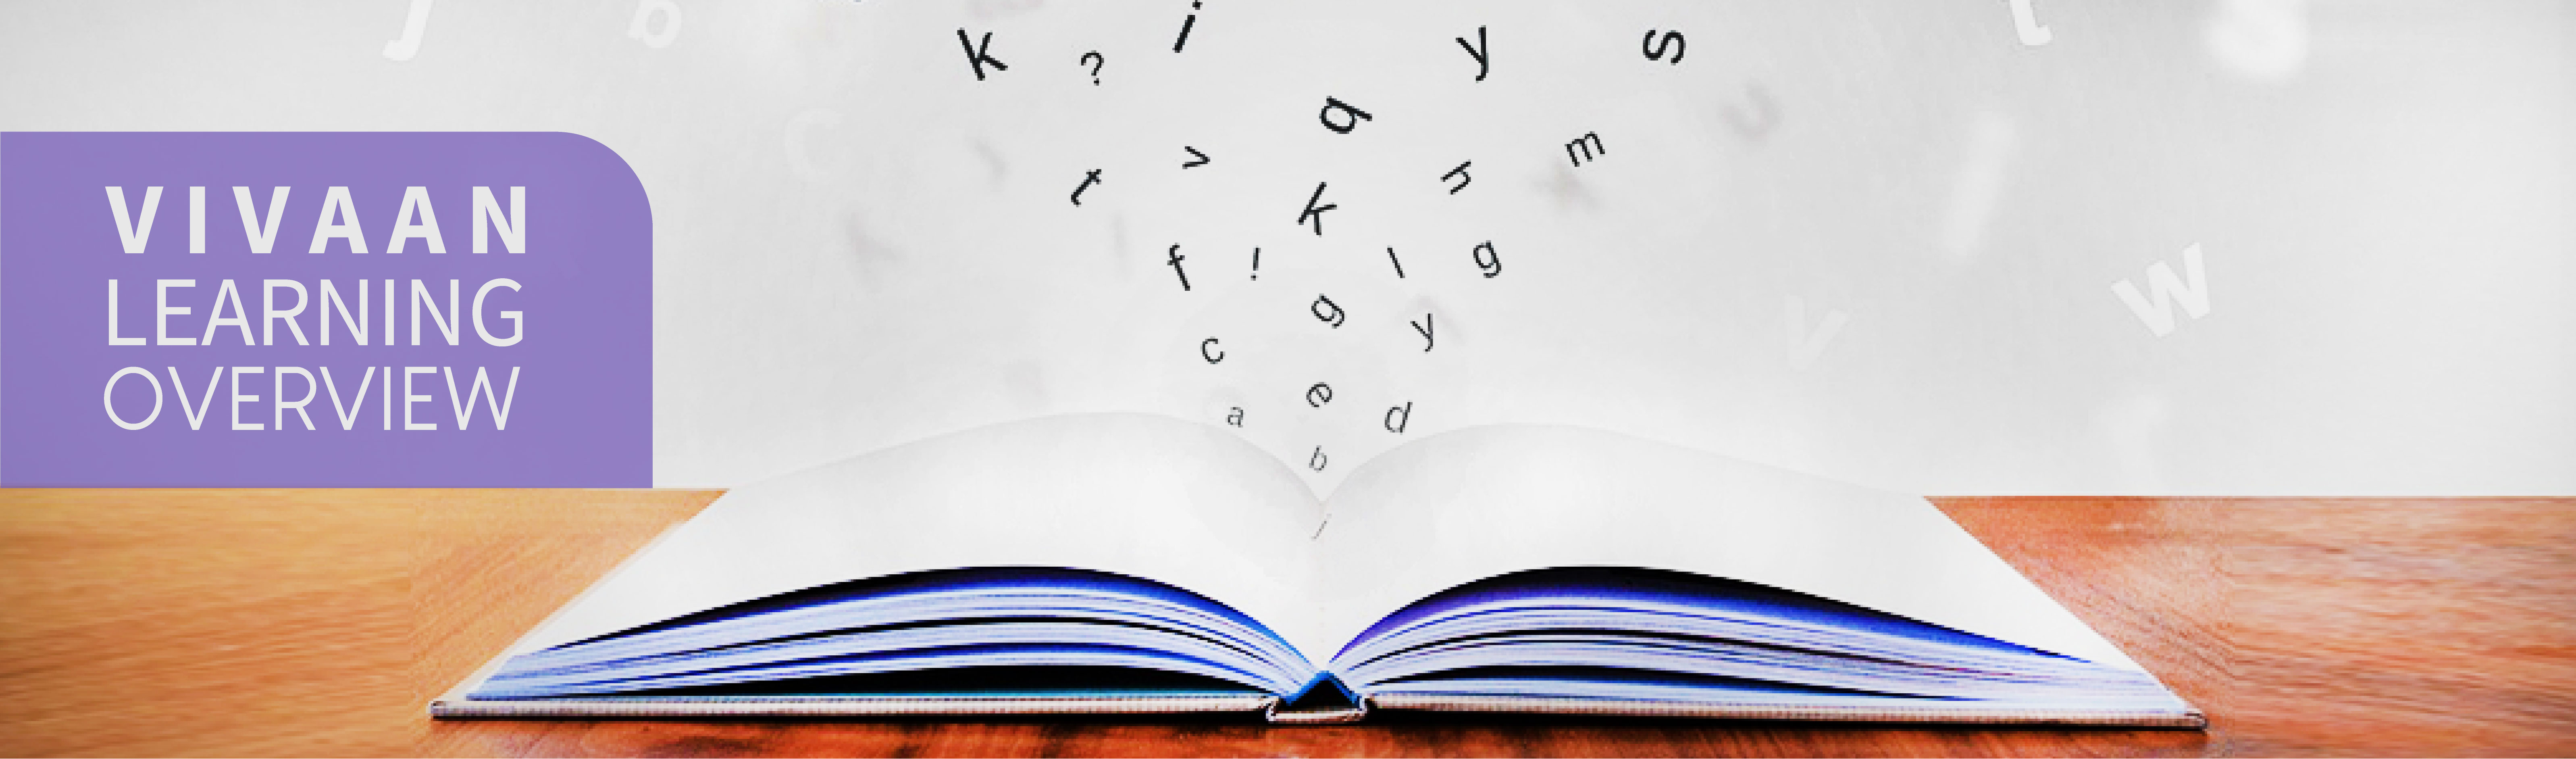 VIVAAN
LEARNING
OVERVIEW
k ? i y s
q
t > k h m
f ! l g
g y
c
e
a d
b
j